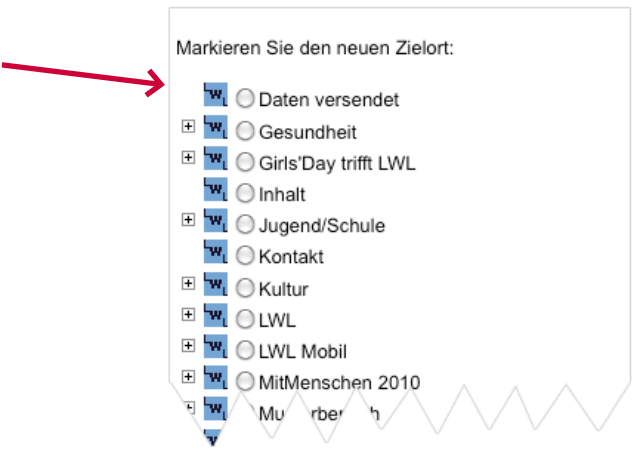 Markieren Sie den neuen Zielort:
Daten versendet
Gesundheit
Girls'Day trifft LWL
Inhalt
Jugend/Schule
Kontakt
Kultur
LWL
LWL Mobil
MitMenschen 2010